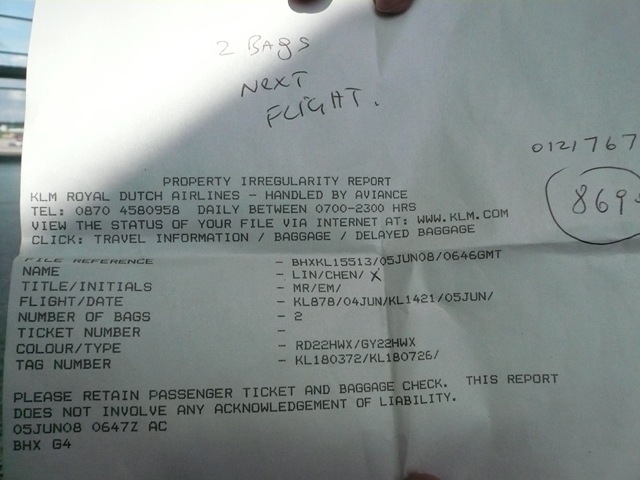 2 BAgs
NexT
FLIGHT.
0121 767
869
PROPERTY IRREGULARITY REPORT
KLM ROYAL DUTCH AIRLINES - HANDLED BY AVIANCE
TEL: 0870 4580958 DAILY BETWEEN 0700-2300 HRS
VIEW THE STATUS OF YOUR FILE VIA INTERNET AT: WWW.KLM.COM
CLICK: TRAVEL INFORMATION / BAGGAGE / DELAYED BAGGAGE
FILE REFERENCE - BHXKL15513/05JUN08/0646GMT
NAME - LIN/CHEN/ X
TITLE/INITIALS - MR/EM/
FLIGHT/DATE - KL878/04JUN/KL1421/05JUN/
NUMBER OF BAGS - 2
TICKET NUMBER -
COLOUR/TYPE - RD22HWX/GY22HWX
TAG NUMBER - KL180372/KL180726/
PLEASE RETAIN PASSENGER TICKET AND BAGGAGE CHECK. THIS REPORT
DOES NOT INVOLVE ANY ACKNOWLEDGEMENT OF LIABILITY.
05JUN08 0647Z AC
BHX G4